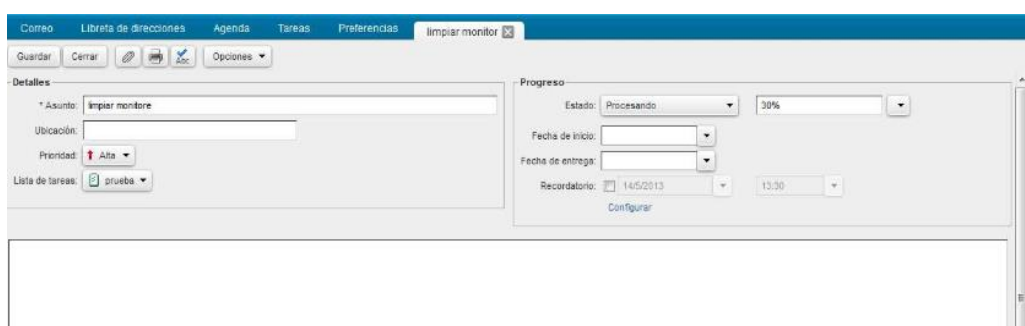 Correo Libreta de direcciones Agenda Tareas Preferencias limpiar monitor
Guardar Cerrar Abc Opciones
Detalles
* Asunto: limpiar monitore
Ubicación:
Prioridad: Alta
Lista de tareas: prueba
Progreso
Estado: Procesando 30%
Fecha de inicio:
Fecha de entrega:
Recordatorio: 14/5/2013 13:30
Configurar